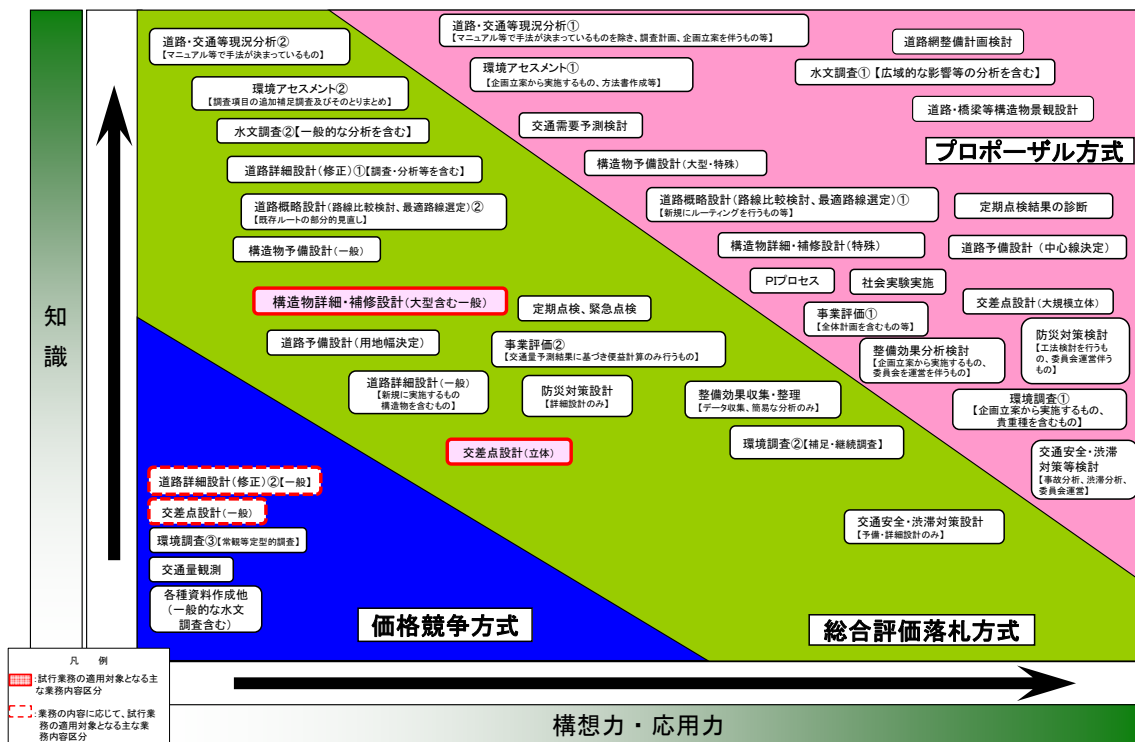 道路・交通等現況分析②
【マニュアル等で手法が決まっているもの】
環境アセスメント②
【調査項目の追加補足調査及びそのとりまとめ】
水文調査②【一般的な分析を含む】
道路詳細設計(修正)①【調査・分析等を含む】
道路概略設計(路線比較検討、最適路線選定)②
【既存ルートの部分的見直し】
構造物予備設計(一般)
構造物詳細・補修設計(大型含む一般)
定期点検、緊急点検
道路予備設計(用地幅決定)
事業評価②
【交通量予測結果に基づき便益計算のみ行うもの】
道路詳細設計(一般)
【新規に実施するもの
構造物を含むもの】
防災対策設計
【詳細設計のみ】
整備効果収集・整理
【データ収集、簡易な分析のみ】
交差点設計(立体)
環境調査②【補足・継続調査】
交通安全・渋滞対策設計
【予備・詳細設計のみ】
総合評価落札方式
道路・交通等現況分析①
【マニュアル等で手法が決まっているものを除き、調査計画、企画立案を伴うもの等】
道路網整備計画検討
環境アセスメント①
【企画立案から実施するもの、方法書作成等】
水文調査①【広域的な影響等の分析を含む】
交通需要予測検討
道路・橋梁等構造物景観設計
構造物予備設計(大型・特殊)
プロポーザル方式
道路概略設計(路線比較検討、最適路線選定)①
【新規にルーティングを行うもの等】
定期点検結果の診断
構造物詳細・補修設計(特殊)
道路予備設計(中心線決定)
PIプロセス
社会実験実施
交差点設計(大規模立体)
事業評価①
【全体計画を含むもの等】
防災対策検討
【工法検討を行うも
の、委員会運営伴う
もの】
整備効果分析検討
【企画立案から実施するもの、
委員会を運営を伴うもの】
環境調査①
【企画立案から実施するもの、
貴重種を含むもの】
交通安全・渋滞
対策等検討
【事故分析、渋滞分析、
委員会運営】
道路詳細設計(修正)②【一般】
交差点設計(一般)
環境調査③【常観等定型的調査】
交通量観測
各種資料作成他
(一般的な水文
調査含む)
価格競争方式
知
識
構想力・応用力
凡 例
:試行業務の適用対象となる主
な業務内容区分
:業務の内容に応じて、試行業
務の適用対象となる主な業
務内容区分